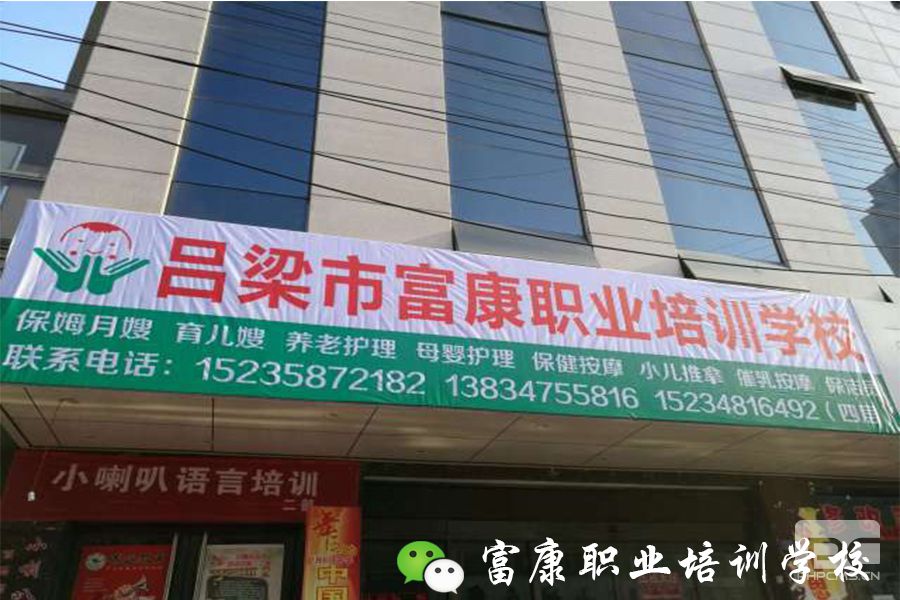 吕梁市富康职业培训学校
保姆月嫂 育儿嫂 养老护理 母婴护理 保健按摩 小儿推拿 催乳按摩
联系电话：15235872182 13834755816 15234816492（四
小喇叭语言培训
富康职业培训学校